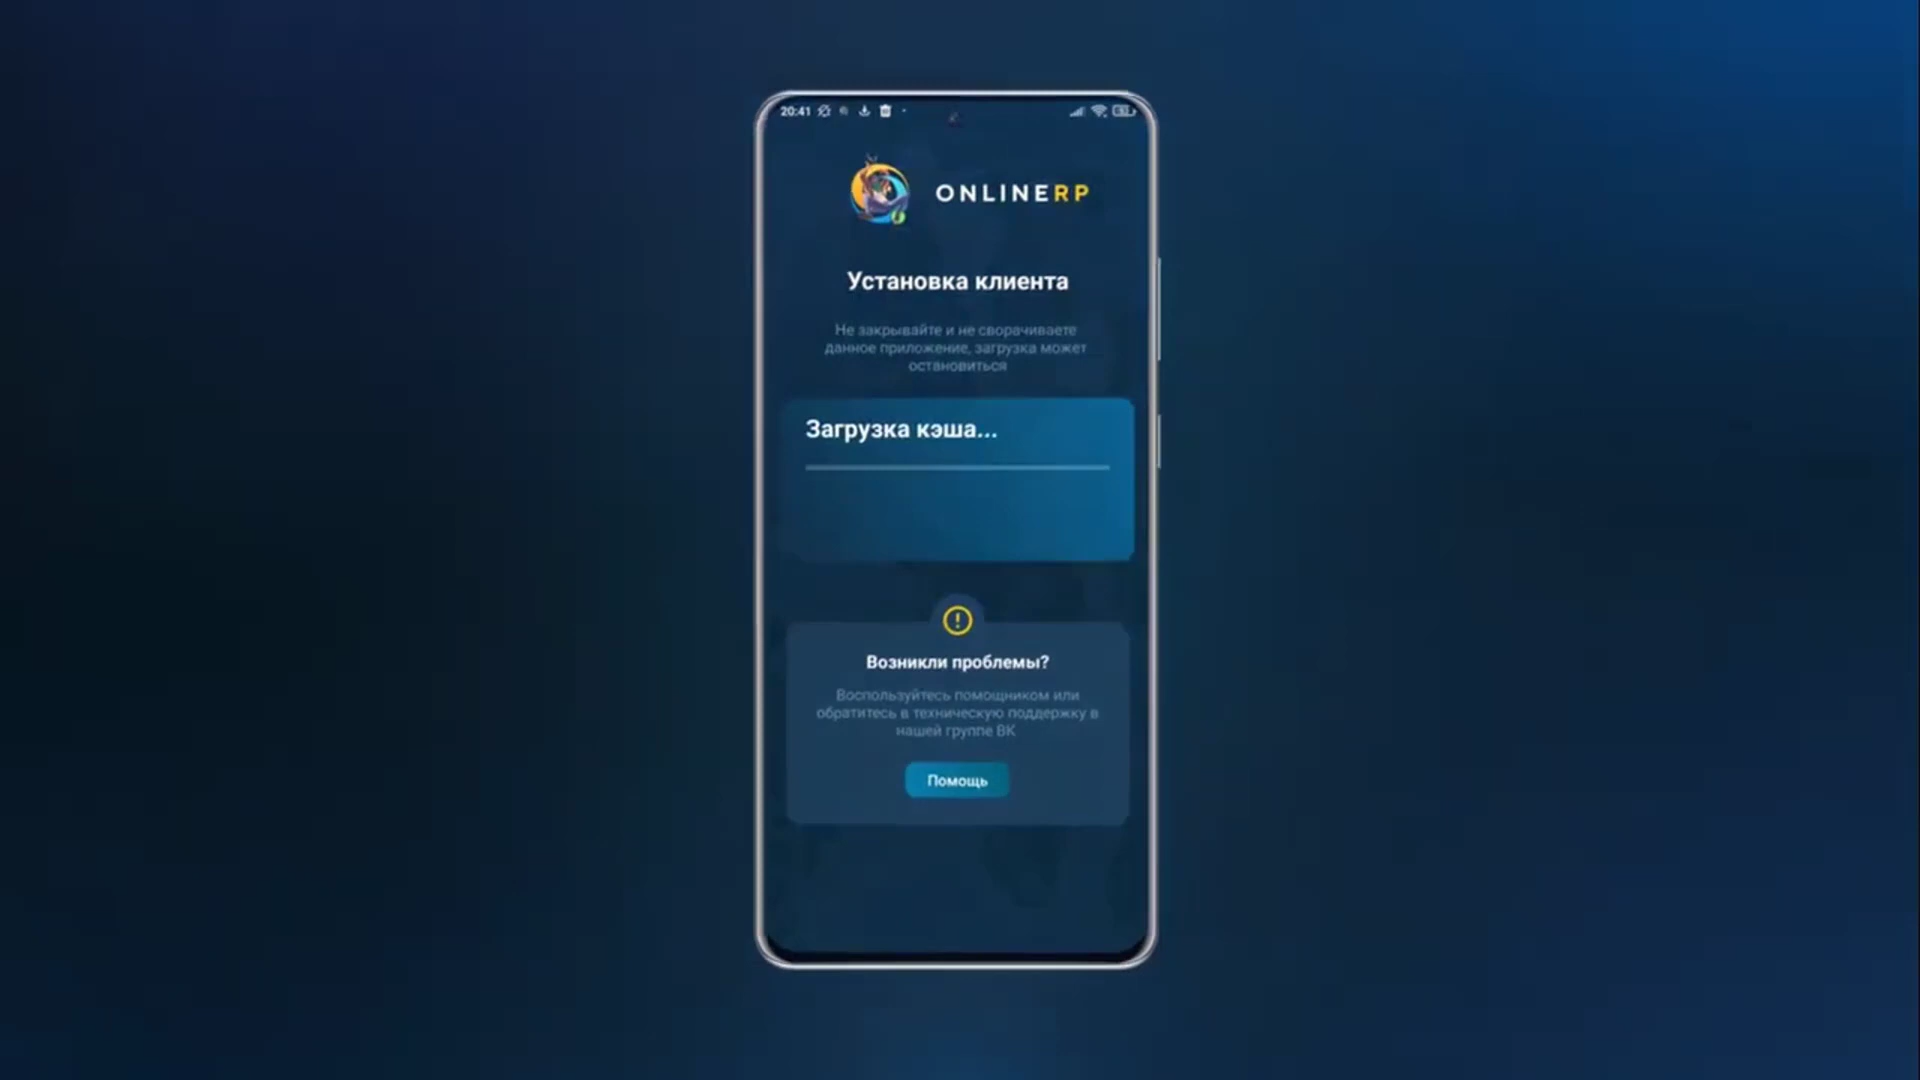 20:41
ONLINERP
Установка клиента
Не закрывайте и не сворачиваете
данное приложение, загрузка может
остановиться
Загрузка кэша...
Возникли проблемы?
Воспользуйтесь помощником или
обратитесь в техническую поддержку в
нашей группе ВК
Помощь